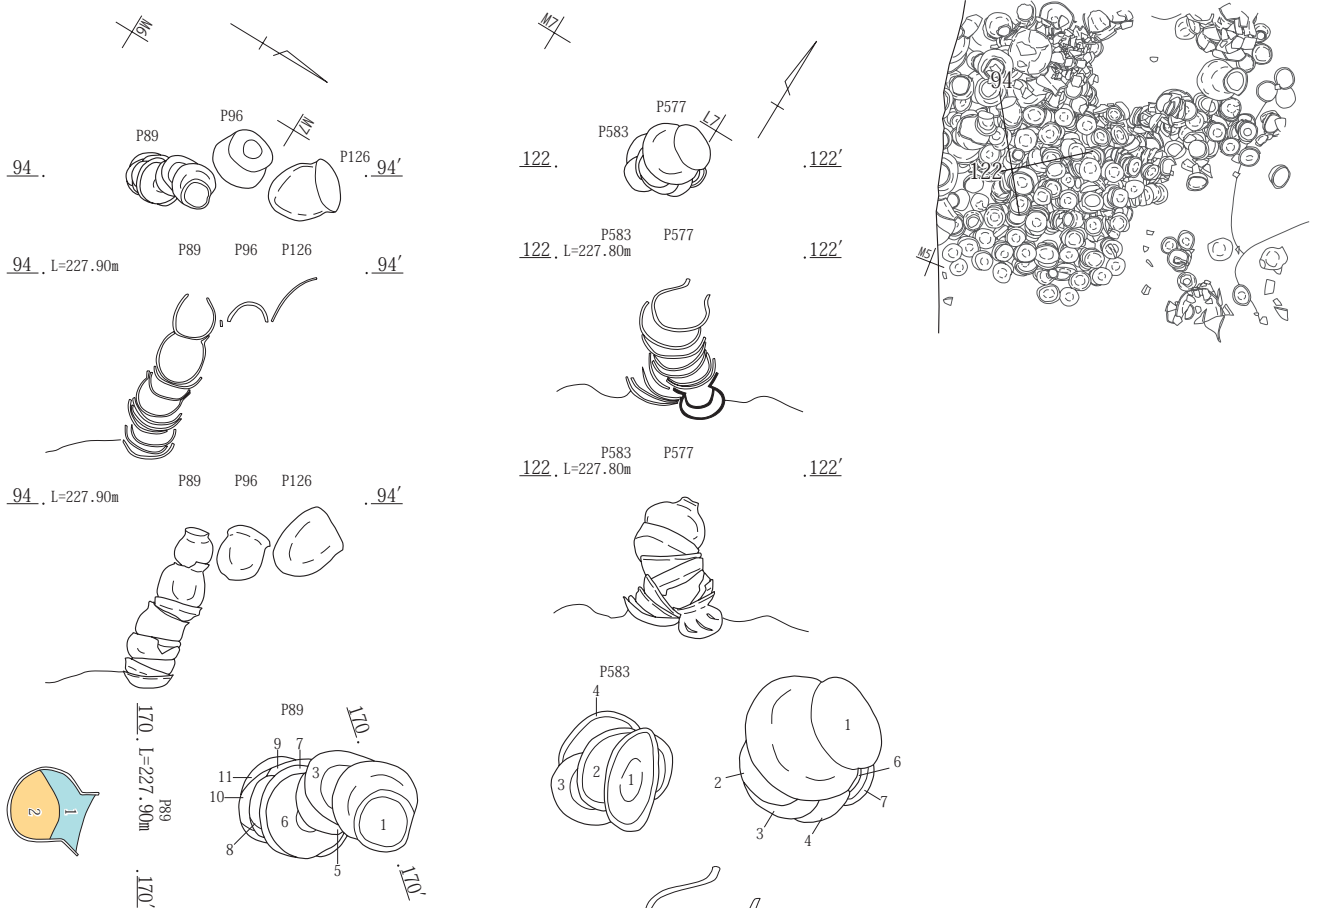 M6
P89
P96
M7
P126
94 .
. 94′
P89 P96 P126
94 . L=227.90m . 94′
P89 P96 P126
94 . L=227.90m . 94′
170 . L=227.90m
P89
. 170′
1
2
P89
170 .
. 170′
9
7
3
11
10
6
8
5
1
M7
P577
L7
P583
122 .
. 122′
P583 P577
122 . L=227.80m . 122′
P583 P577
122 . L=227.80m . 122′
P583
4
3
2
1
1
2
3
4
6
7
94
122
M5